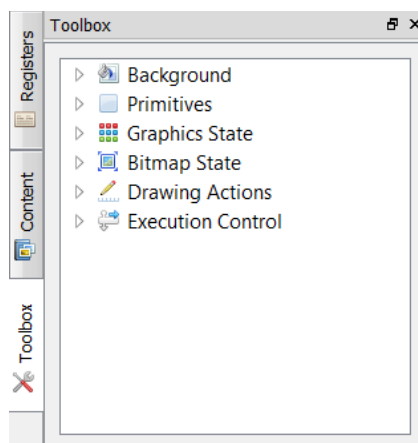 Toolbox
Background
Primitives
Graphics State
Bitmap State
Drawing Actions
Execution Control
Registers
Content
Toolbox